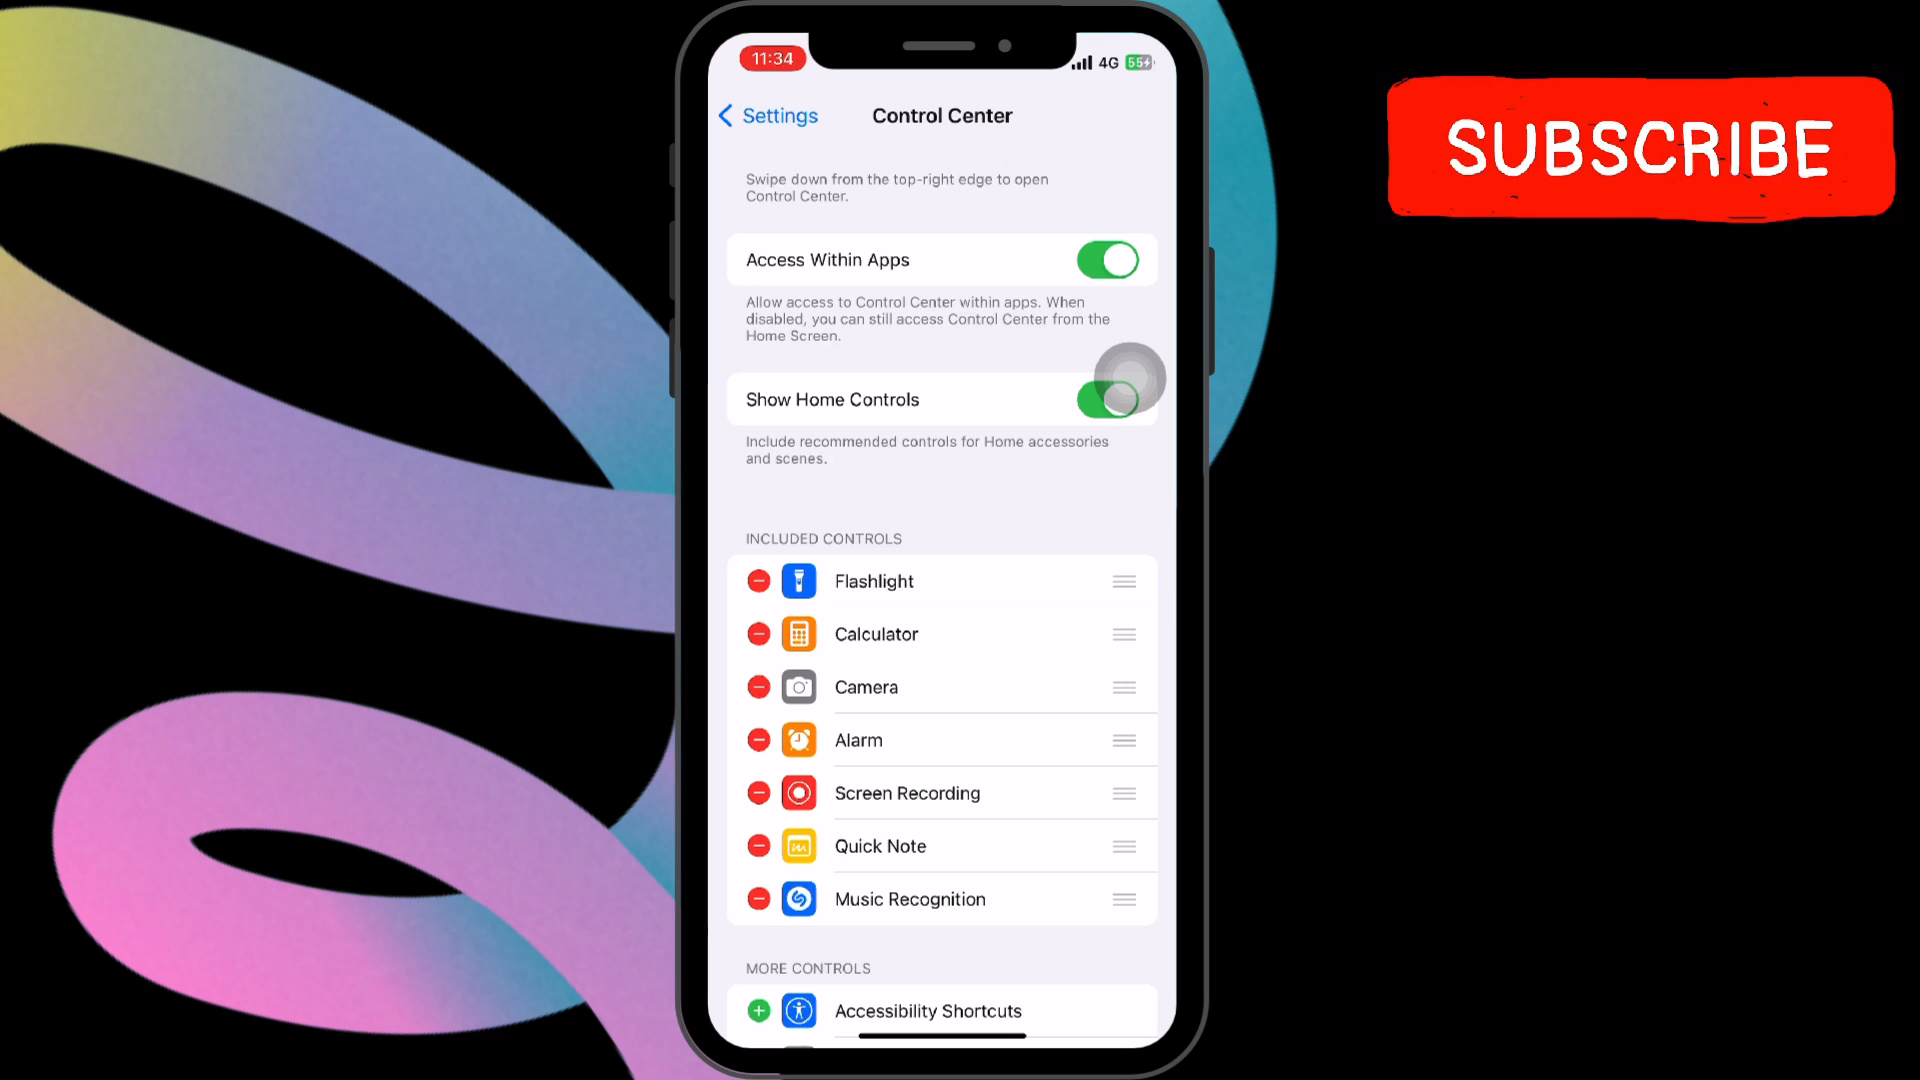 11:34
4G
55
Settings
Control Center
Swipe down from the top-right edge to open
Control Center.
Access Within Apps
Allow access to Control Center within apps. When
disabled, you can still access Control Center from the
Home Screen.
Show Home Controls
Include recommended controls for Home accessories
and scenes.
INCLUDED CONTROLS
Flashlight
Calculator
Camera
Alarm
Screen Recording
Quick Note
Music Recognition
MORE CONTROLS
Accessibility Shortcuts
SUBSCRIBE